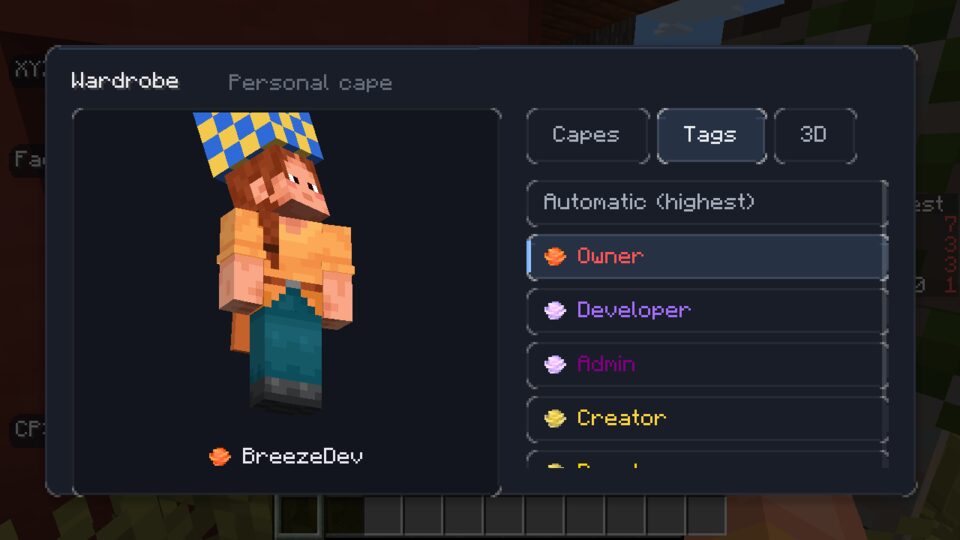 Wardrobe Personal cape
Capes Tags 3D
Automatic (highest)
Owner
Developer
Admin
Creator
BreezeDev